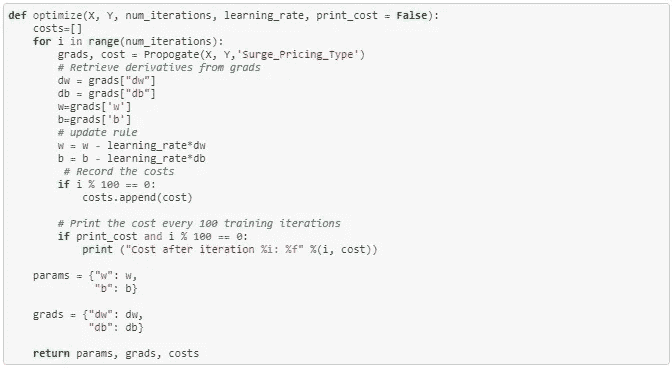 def optimize(X, Y, num_iterations, learning_rate, print_cost = False):
    costs=[]
    for i in range(num_iterations):
        grads, cost = Propogate(X, Y,'Surge_Pricing_Type')
        # Retrieve derivatives from grads
        dw = grads["dw"]
        db = grads["db"]
        w=grads['w']
        b=grads['b']
        # update rule
        w = w - learning_rate*dw
        b = b - learning_rate*db
         # Record the costs
        if i % 100 == 0:
            costs.append(cost)

        # Print the cost every 100 training iterations
        if print_cost and i % 100 == 0:
            print ("Cost after iteration %i: %f" %(i, cost))

    params = {"w": w,
              "b": b}

    grads = {"dw": dw,
             "db": db}

    return params, grads, costs